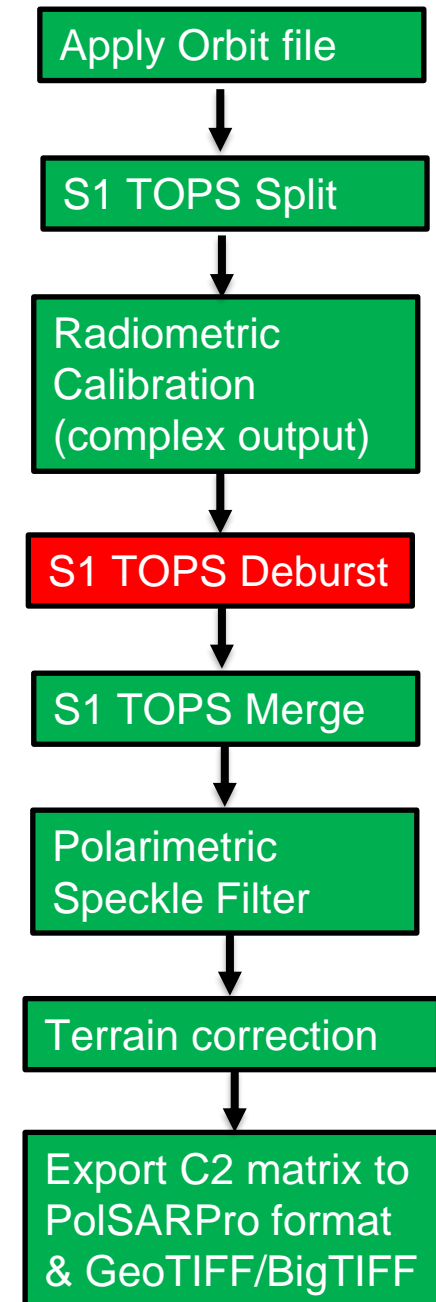 Apply Orbit file
S1 TOPS Split
Radiometric
Calibration
(complex output)
S1 TOPS Deburst
S1 TOPS Merge
Polarimetric
Speckle Filter
Terrain correction
Export C2 matrix to
PolSARPro format
& GeoTIFF/BigTIFF